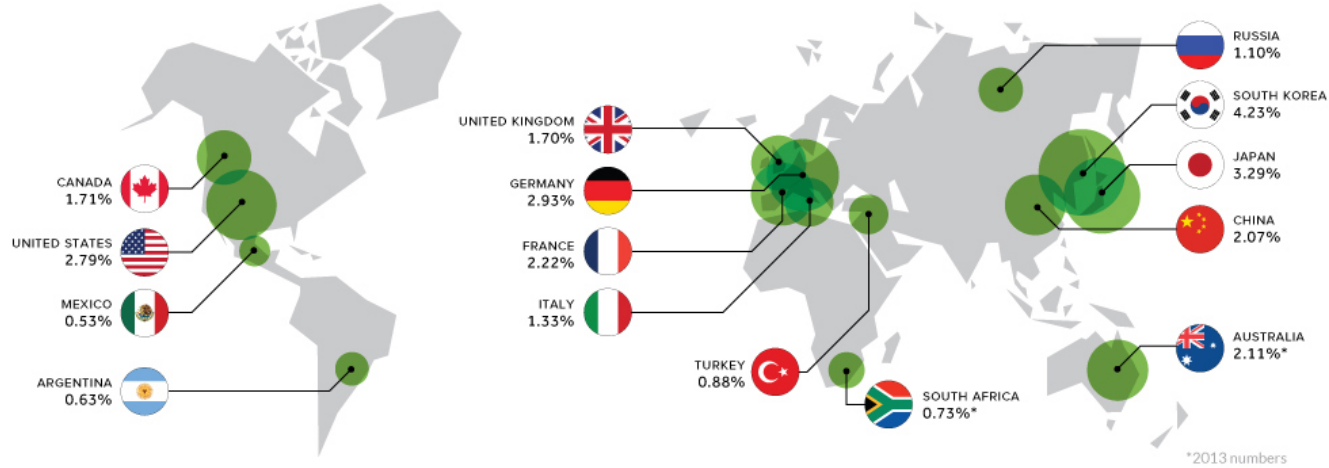 CANADA
1.71%
UNITED STATES
2.79%
MEXICO
0.53%
ARGENTINA
0.63%
UNITED KINGDOM
1.70%
GERMANY
2.93%
FRANCE
2.22%
ITALY
1.33%
TURKEY
0.88%
SOUTH AFRICA
0.73%*
RUSSIA
1.10%
SOUTH KOREA
4.23%
JAPAN
3.29%
CHINA
2.07%
AUSTRALIA
2.11%*
*2013 numbers